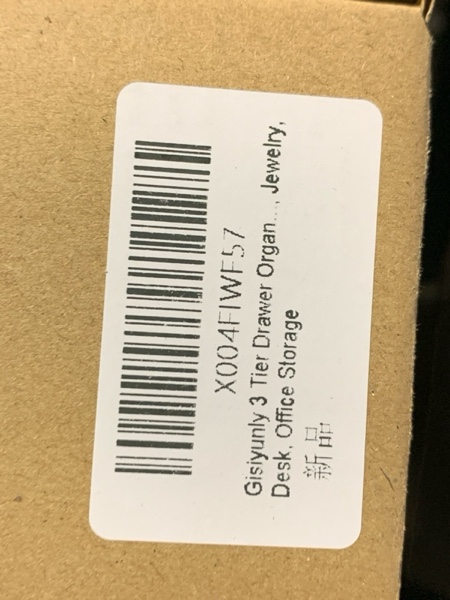 X004FIWF57
Gisiyunly 3 Tier Drawer Organ..., Jewelry,
Desk, Office Storage
新品